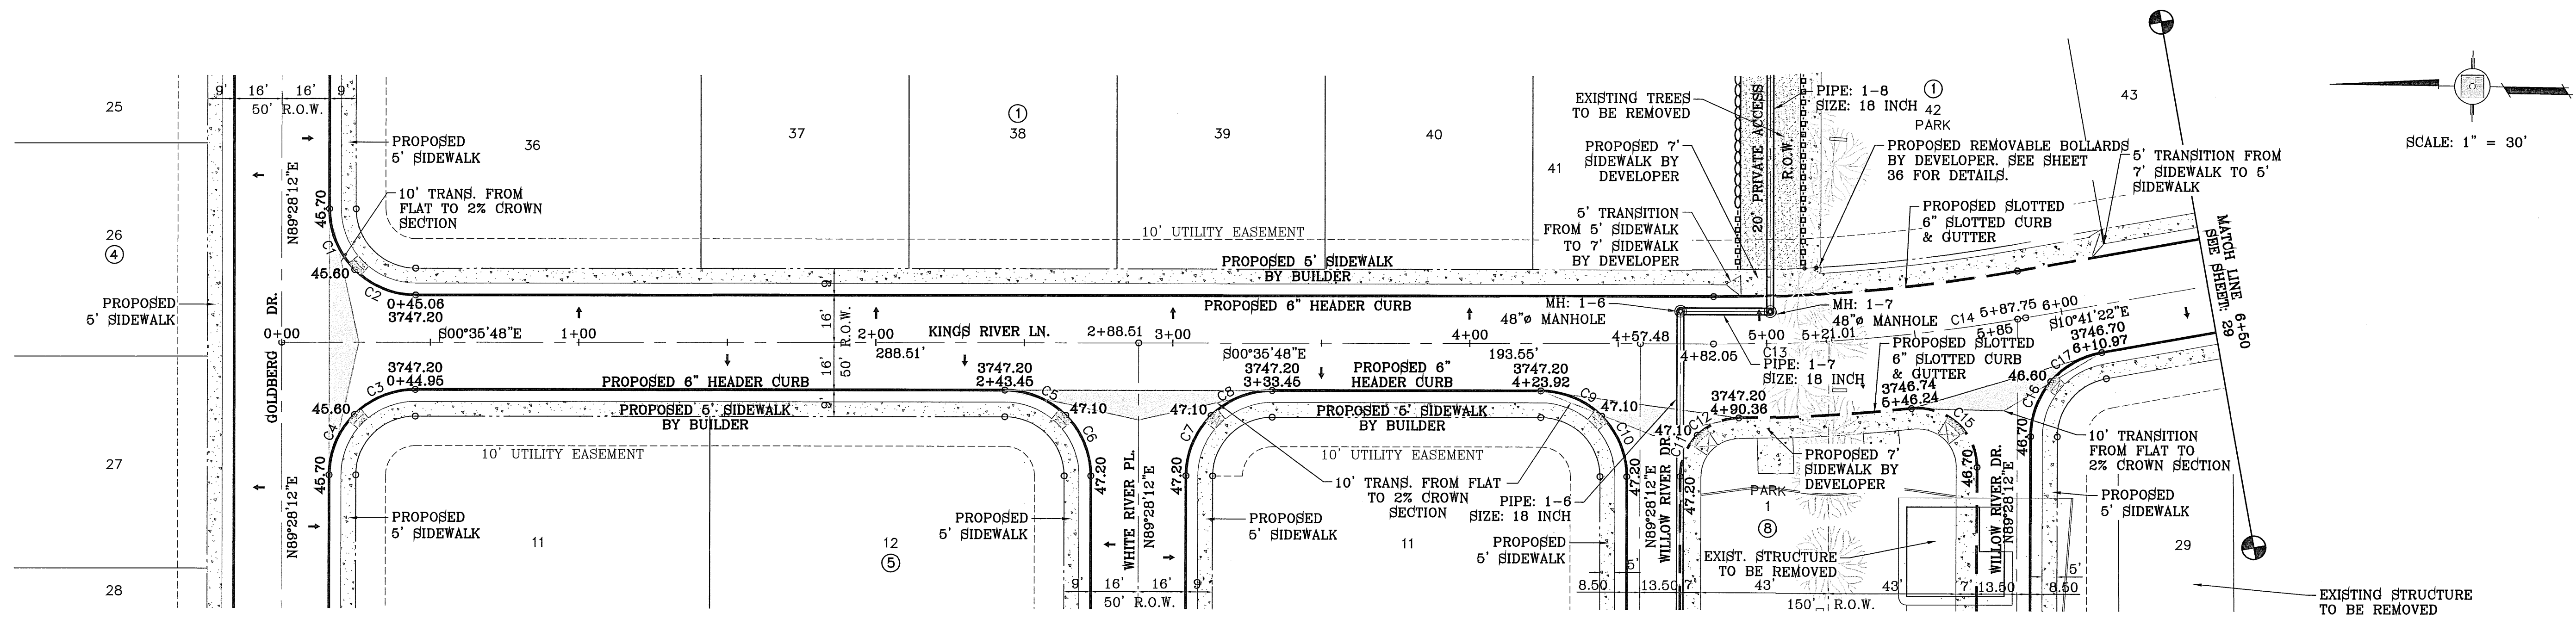 25
26
4
27
28
9'
16'
16'
9'
50' R.O.W.
N89°28'12"E
45.70
C1
45.60
C2
PROPOSED
5' SIDEWALK
10' TRANS. FROM
FLAT TO 2% CROWN
SECTION
36
37
1
38
39
40
41
10' UTILITY EASEMENT
PROPOSED
5' SIDEWALK
GOLDBERG DR.
0+00
0+45.06
3747.20
S00°35'48"E
1+00
2+00
288.51'
KINGS RIVER LN.
2+88.51
3+00
S00°35'48"E
4+00
193.55'
PROPOSED 5' SIDEWALK
BY BUILDER
PROPOSED 6" HEADER CURB
9'
16'
50' R.O.W.
16'
9'
3747.20
0+44.95
C3
45.60
C4
45.70
N89°28'12"E
PROPOSED 6" HEADER CURB
PROPOSED 5' SIDEWALK
BY BUILDER
10' UTILITY EASEMENT
PROPOSED
5' SIDEWALK
11
12
5
3747.20
2+43.45
C5
47.10
C6
47.20
PROPOSED
5' SIDEWALK
WHITE RIVER PL.
N89°28'12"E
9'
16'
16'
9'
50' R.O.W.
47.10
C7
C8
47.20
3747.20
3+33.45
PROPOSED 6"
HEADER CURB
PROPOSED 5' SIDEWALK
BY BUILDER
10' UTILITY EASEMENT
3747.20
4+23.92
C9
47.10
C10
47.20
PROPOSED
5' SIDEWALK
10' TRANS. FROM FLAT
TO 2% CROWN
SECTION
11
PROPOSED
5' SIDEWALK
PIPE: 1-6
SIZE: 18 INCH
N89°28'12"E
WILLOW RIVER DR.
47.20
C11
47.10
C12
8.50
5'
13.50
7'
43'
43'
7'
13.50
5'
8.50
150' R.O.W.
EXISTING TREES
TO BE REMOVED
PROPOSED 7'
SIDEWALK BY
DEVELOPER
5' TRANSITION
FROM 5' SIDEWALK
TO 7' SIDEWALK
BY DEVELOPER
20' PRIVATE ACCESS
R.O.W.
PIPE: 1-8
SIZE: 18 INCH
1
42
PARK
43
PROPOSED REMOVABLE BOLLARDS
BY DEVELOPER. SEE SHEET
36 FOR DETAILS.
5' TRANSITION FROM
7' SIDEWALK TO 5'
SIDEWALK
PROPOSED SLOTTED
6" SLOTTED CURB
& GUTTER
MH: 1-6
48"ø MANHOLE
MH: 1-7
48"ø MANHOLE
4+57.48
4+82.05
5+00
C13
5+21.01
PIPE: 1-7
SIZE: 18 INCH
C14
5+87.75
6+00
5+85
S10°41'22"E
3746.70
6+10.97
C17
46.60
C16
46.70
PROPOSED SLOTTED
6" SLOTTED CURB
& GUTTER
3746.74
5+46.24
3747.20
4+90.36
C15
46.70
PROPOSED 7'
SIDEWALK BY
DEVELOPER
PARK
1
8
EXIST. STRUCTURE
TO BE REMOVED
WILLOW RIVER DR.
N89°28'12"E
10' TRANSITION
FROM FLAT TO
2% CROWN SECTION
PROPOSED
5' SIDEWALK
29
EXISTING STRUCTURE
TO BE REMOVED
MATCH LINE 6+50
SEE SHEET: 29
SCALE: 1" = 30'